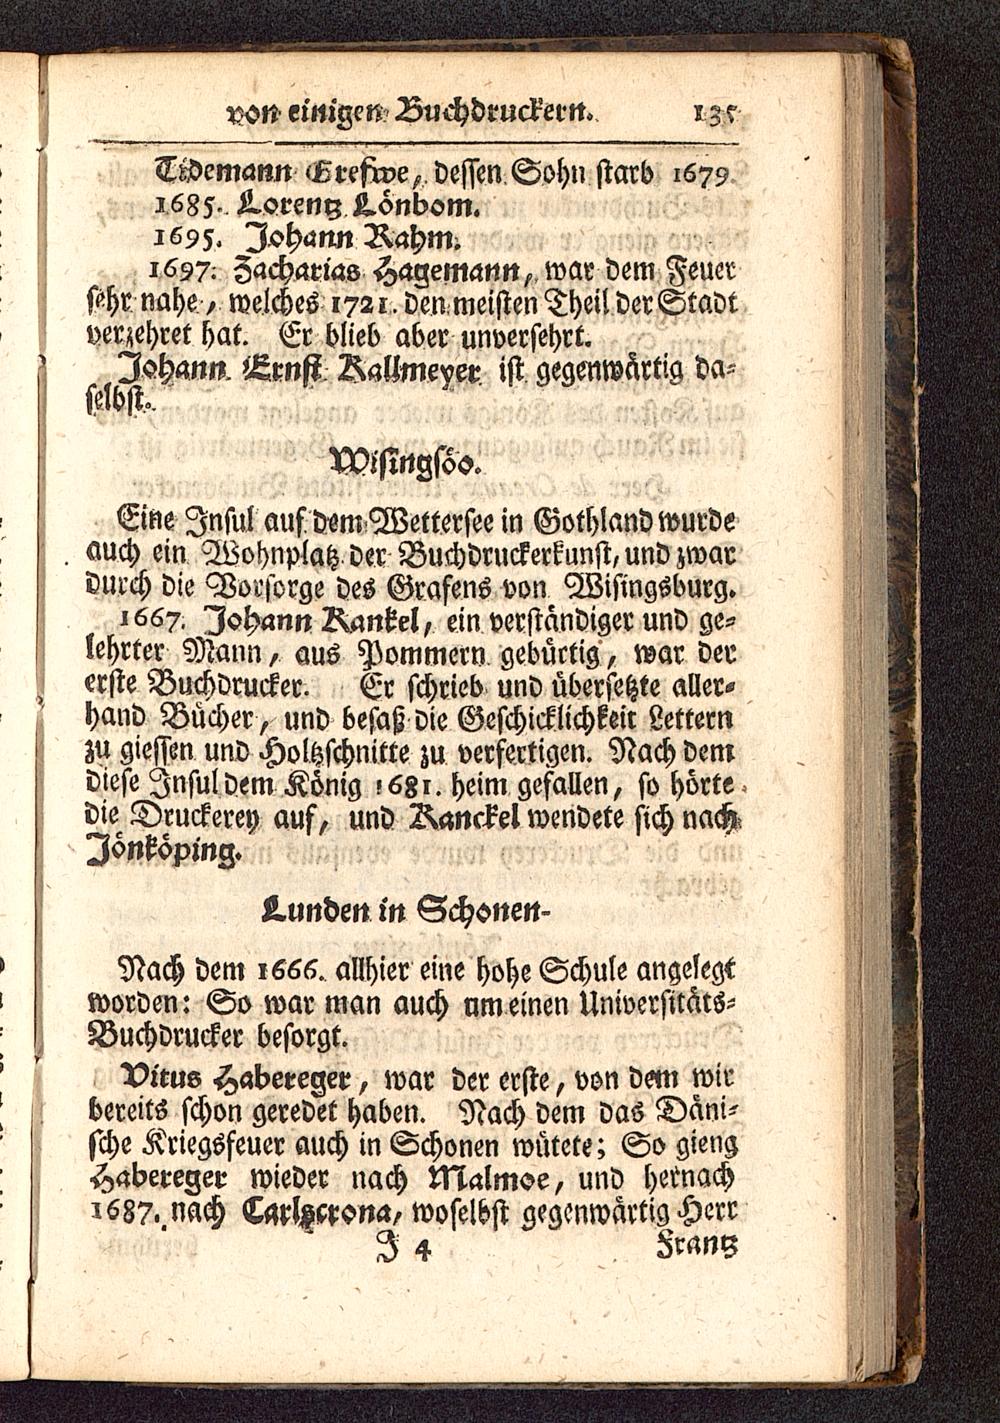 von einigen Buchdruckern. 135
Tidemann Grefwe, dessen Sohn starb 1679.
1685. Lorentz Lönbom.
1695. Johann Rahm.
1697. Zacharias Hagemann, war dem Feuer
sehr nahe, welches 1721. den meisten Theil der Stadt
verzehret hat. Er blieb aber unversehrt.
Johann Ernst Kallmeyer ist gegenwärtig da-
selbst.
Wisingsöo.
Eine Insul auf dem Wettersee in Gothland wurde
auch ein Wohnplatz der Buchdruckerkunst, und zwar
durch die Vorsorge des Grafens von Wisingsburg.
1667. Johann Kankel, ein verständiger und ge-
lehrter Mann, aus Pommern gebürtig, war der
erste Buchdrucker. Er schrieb und übersetzte aller-
hand Bücher, und besaß die Geschicklichkeit Lettern
zu giessen und Holtzschnitte zu verfertigen. Nach dem
diese Insul dem König 1681. heim gefallen, so hörte
die Druckerey auf, und Kanckel wendete sich nach
Jönköping.
Lunden in Schonen-
Nach dem 1666. allhier eine hohe Schule angelegt
worden: So war man auch um einen Universitäts-
Buchdrucker besorgt.
Vitus Habereger, war der erste, von dem wir
bereits schon geredet haben. Nach dem das Däni-
sche Kriegsfeuer auch in Schonen wütete; So gieng
Habereger wieder nach Malmoe, und hernach
1687. nach Carlscrona, woselbst gegenwärtig Herr
J 4 Frantz